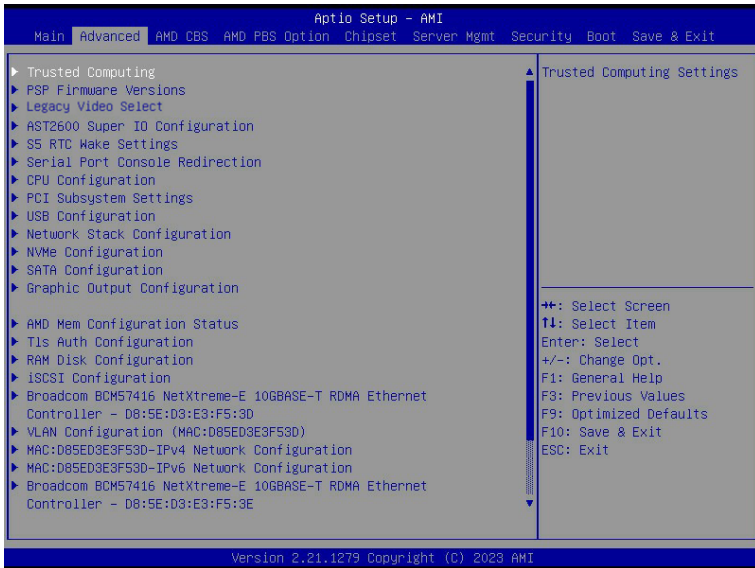 Aptio Setup - AMI
Main Advanced AMD CBS AMD PBS Option Chipset Server Mgmt Security Boot Save & Exit
Trusted Computing
PSP Firmware Versions
Legacy Video Select
AST2600 Super IO Configuration
S5 RTC Wake Settings
Serial Port Console Redirection
CPU Configuration
PCI Subsystem Settings
USB Configuration
Network Stack Configuration
NVMe Configuration
SATA Configuration
Graphic Output Configuration
AMD Mem Configuration Status
Tls Auth Configuration
RAM Disk Configuration
iSCSI Configuration
Broadcom BCM57416 NetXtreme-E 10GBASE-T RDMA Ethernet
Controller - D8:5E:D3:E3:F5:3D
VLAN Configuration (MAC:D85ED3E3F53D)
MAC:D85ED3E3F53D-IPv4 Network Configuration
MAC:D85ED3E3F53D-IPv6 Network Configuration
Broadcom BCM57416 NetXtreme-E 10GBASE-T RDMA Ethernet
Controller - D8:5E:D3:E3:F5:3E
Trusted Computing Settings
→←: Select Screen
↑↓: Select Item
Enter: Select
+/-: Change Opt.
F1: General Help
F3: Previous Values
F9: Optimized Defaults
F10: Save & Exit
ESC: Exit
Version 2.21.1279 Copyright (C) 2023 AMI